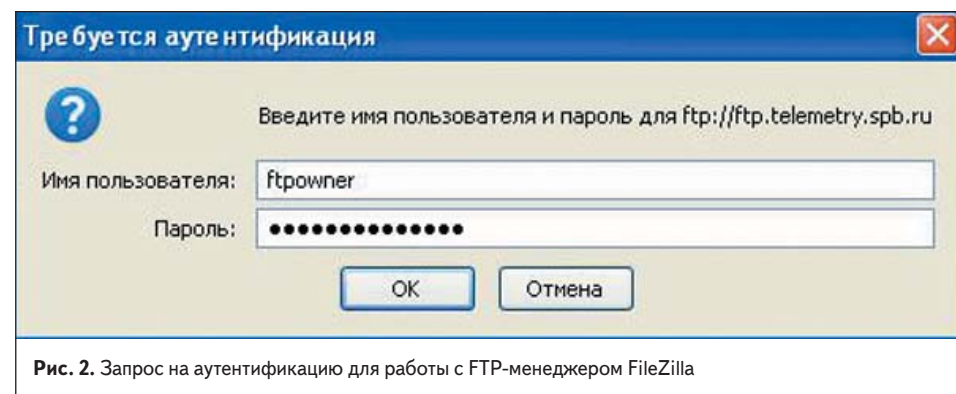 Требуется аутентификация
Введите имя пользователя и пароль для ftp://ftp.telemetry.spb.ru
Имя пользователя: ftpowner
Пароль: ●●●●●●●●●●●●●●
ОК Отмена
Рис. 2. Запрос на аутентификацию для работы с FTP-менеджером FileZilla